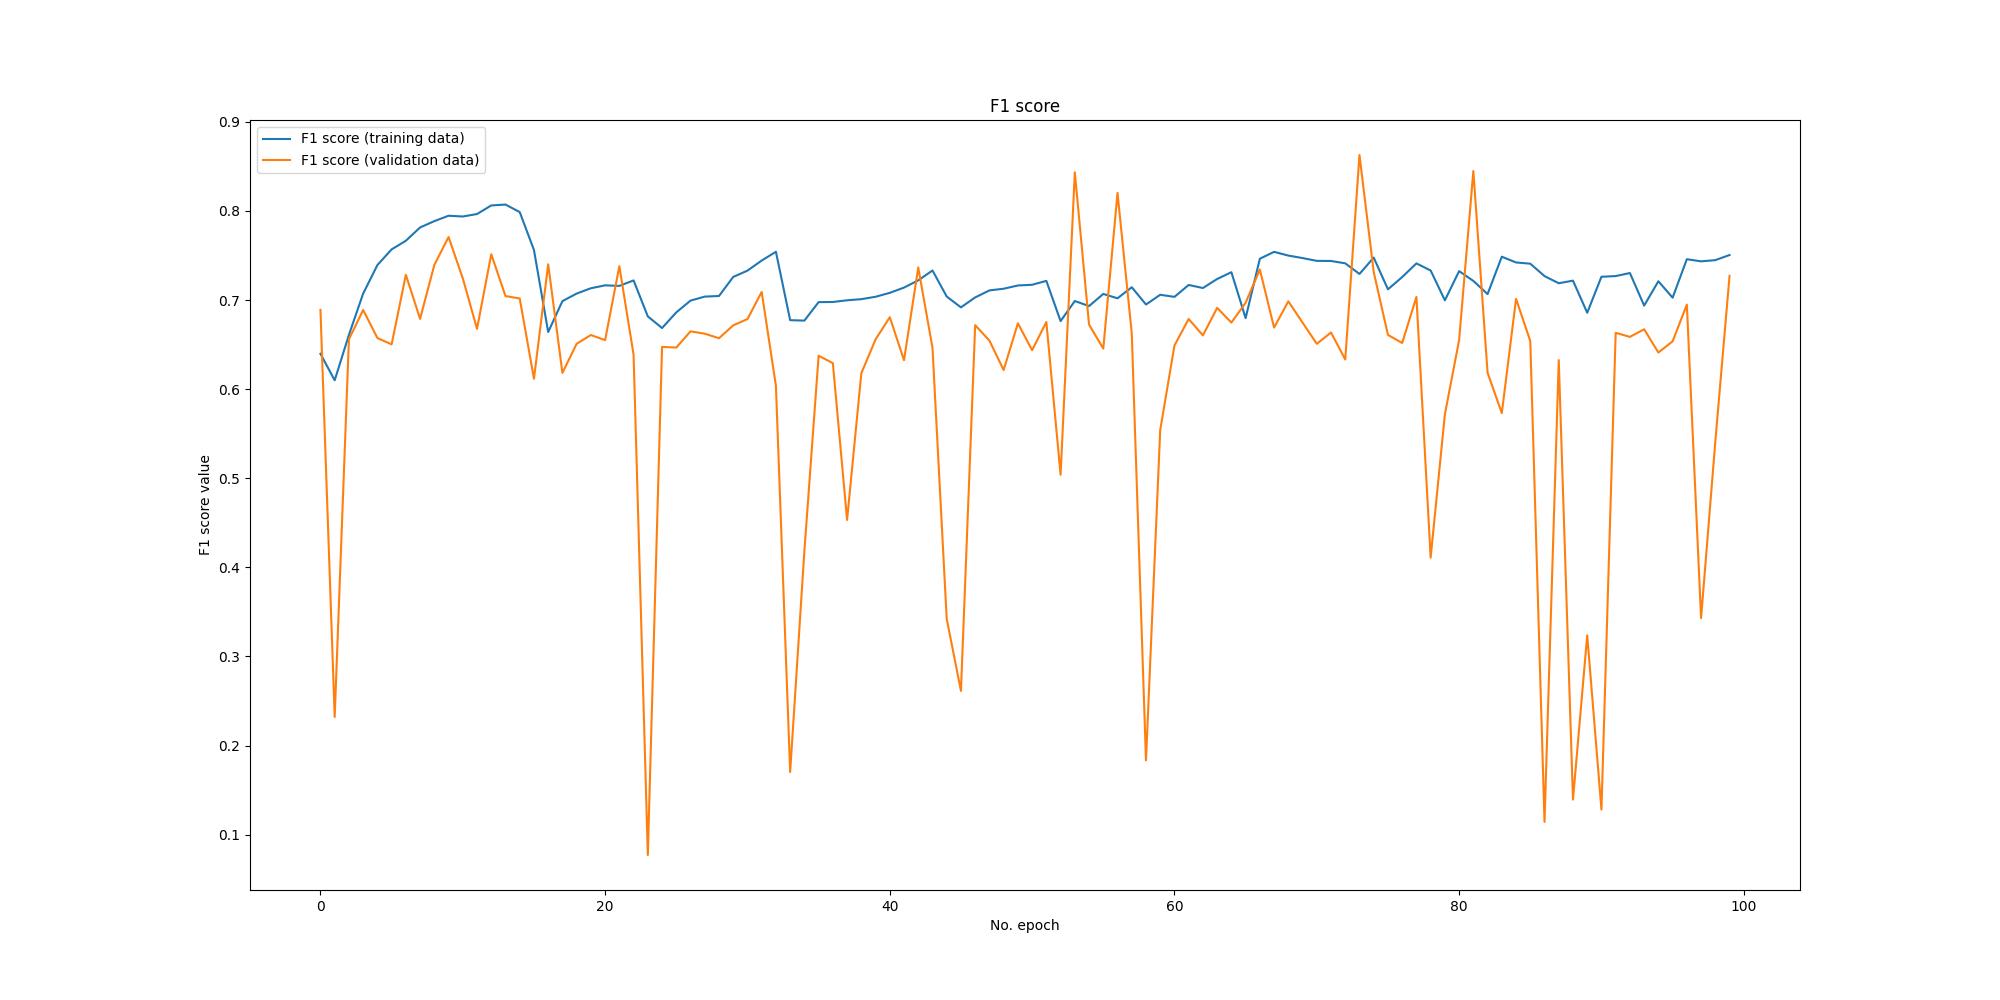 F1 score
F1 score (training data)
F1 score (validation data)
F1 score value
0.9
0.8
0.7
0.6
0.5
0.4
0.3
0.2
0.1
0 20 40 60 80 100
No. epoch